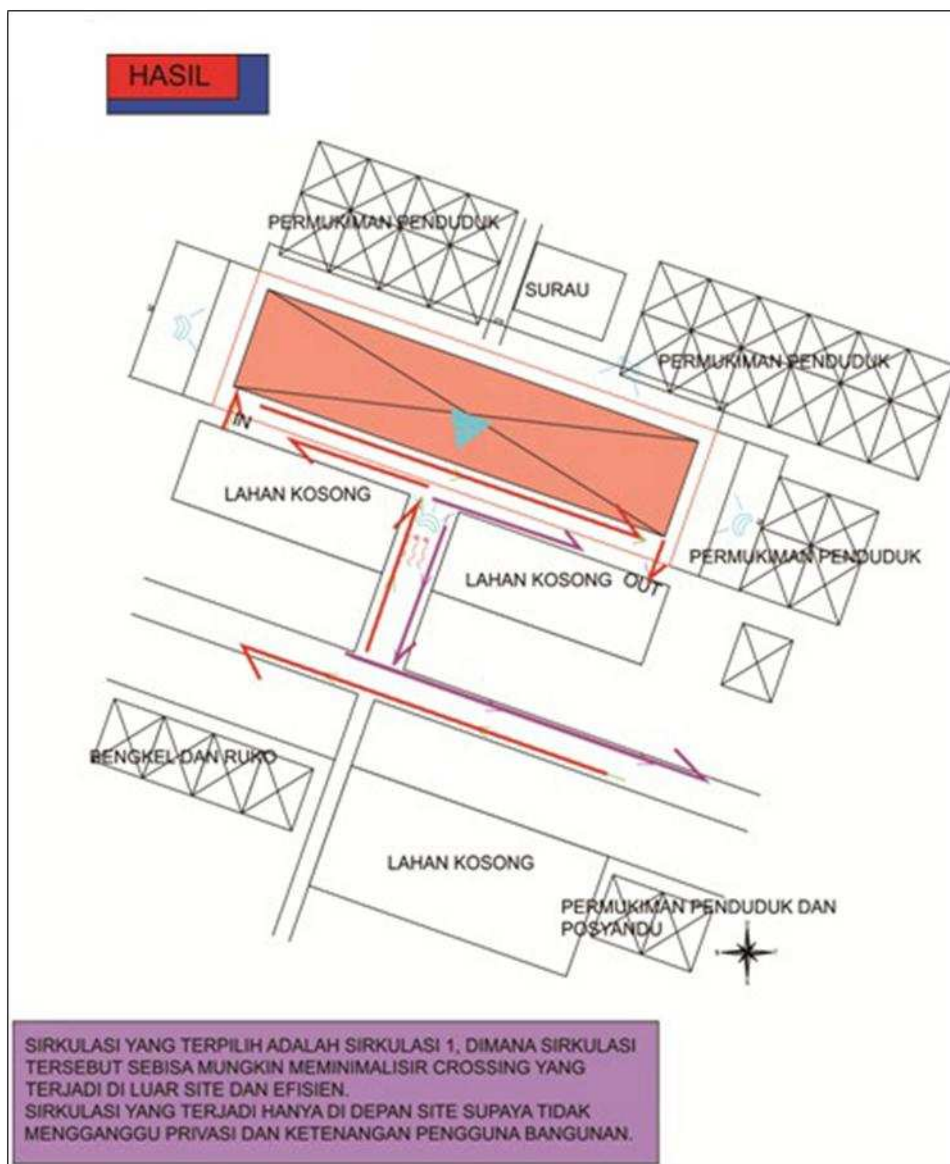 HASIL
PERMUKIMAN PENDUDUK
SURAU
PERMUKIMAN PENDUDUK
IN
LAHAN KOSONG
PERMUKIMAN PENDUDUK
LAHAN KOSONG
OUT
BENGKEL DAN RUKO
LAHAN KOSONG
PERMUKIMAN PENDUDUK DAN
POSYANDU
SIRKULASI YANG TERPILIH ADALAH SIRKULASI 1, DIMANA SIRKULASI
TERSEBUT SEBISA MUNGKIN MEMINIMALISIR CROSSING YANG
TERJADI DI LUAR SITE DAN EFISIEN.
SIRKULASI YANG TERJADI HANYA DI DEPAN SITE SUPAYA TIDAK
MENGGANGGU PRIVASI DAN KETENANGAN PENGGUNA BANGUNAN.